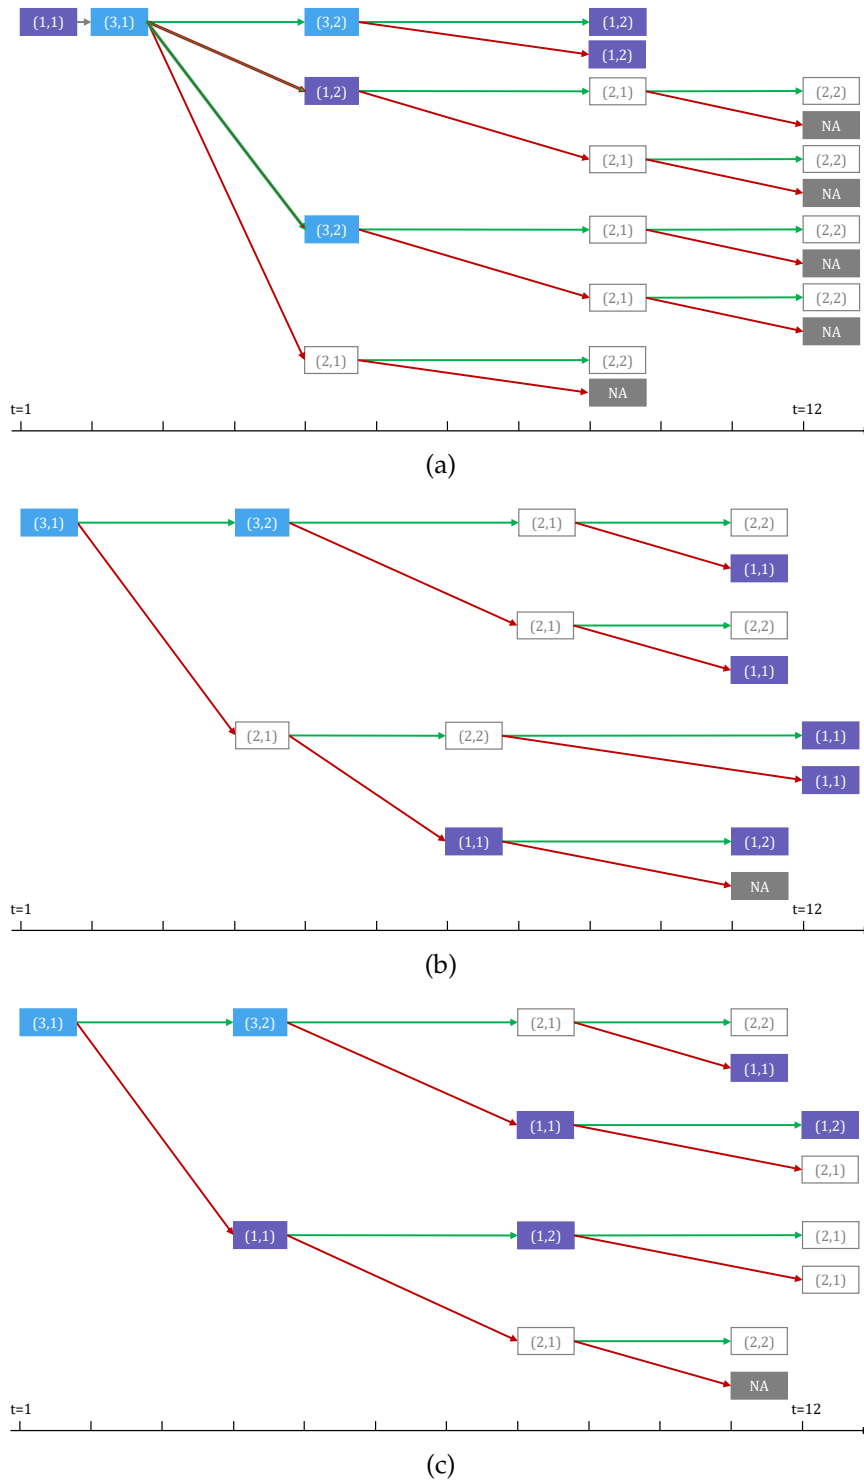 (1,1) (3,1) (3,2) (1,2)
(1,2)
(1,2) (2,1) (2,2)
NA
(2,1) (2,2)
NA
(3,2) (2,1) (2,2)
NA
(2,1) (2,2)
NA
(2,1) (2,2)
NA
t=1 t=12
(a)
(3,1) (3,2) (2,1) (2,2)
(1,1)
(2,1) (2,2)
(1,1)
(2,1) (2,2) (1,1)
(1,1)
(1,1) (1,2)
NA
t=1 t=12
(b)
(3,1) (3,2) (2,1) (2,2)
(1,1)
(1,1) (1,2)
(2,1)
(1,1) (1,2) (2,1)
(2,1)
(2,1) (2,2)
NA
t=1 t=12
(c)